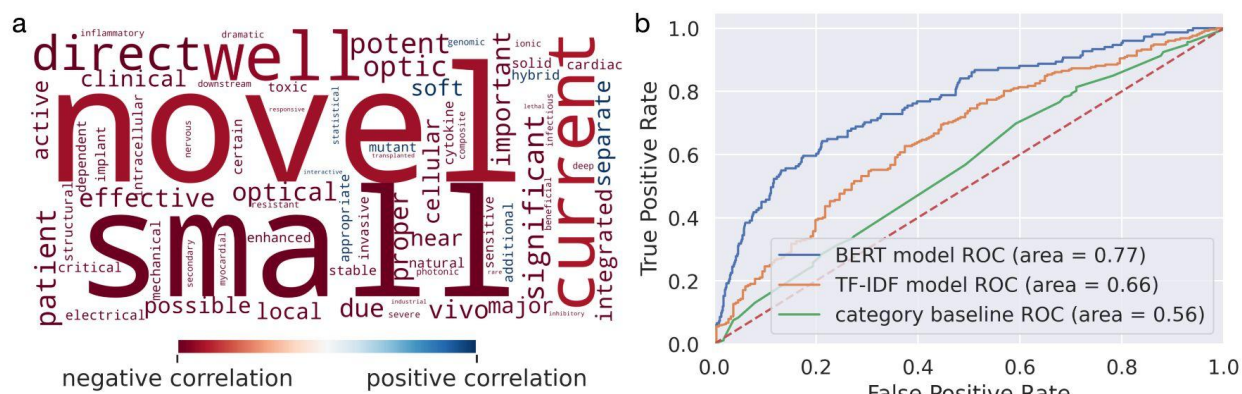 a
inflammatory
dramatic
direct well potent
genomic
ionic
clinical
downstream
toxic
optic
soft
solid
hybrid
cardiac
important
current
active
novel
dependent
implant
intracellular
nervous
certain
responsive
statistical
mutant
transplanted
cellular
cytokine
composite
significant
lethal
infectious
separate
deep
structural
effective
optical
interactive
resistant
appropriate
invasive
proper
beneficial
integrated
patient
small
critical
mechanical
secondary
myocardial
enhanced
stable
near
natural
photonic
sensitive
rare
additional
electrical
possible
local
due
industrial
severe
vivo
major
inhibitory
negative correlation positive correlation
b
True Positive Rate
1.0
0.8
0.6
0.4
0.2
0.0
BERT model ROC (area = 0.77)
TF-IDF model ROC (area = 0.66)
category baseline ROC (area = 0.56)
0.0 0.2 0.4 0.6 0.8 1.0
False Positive Rate